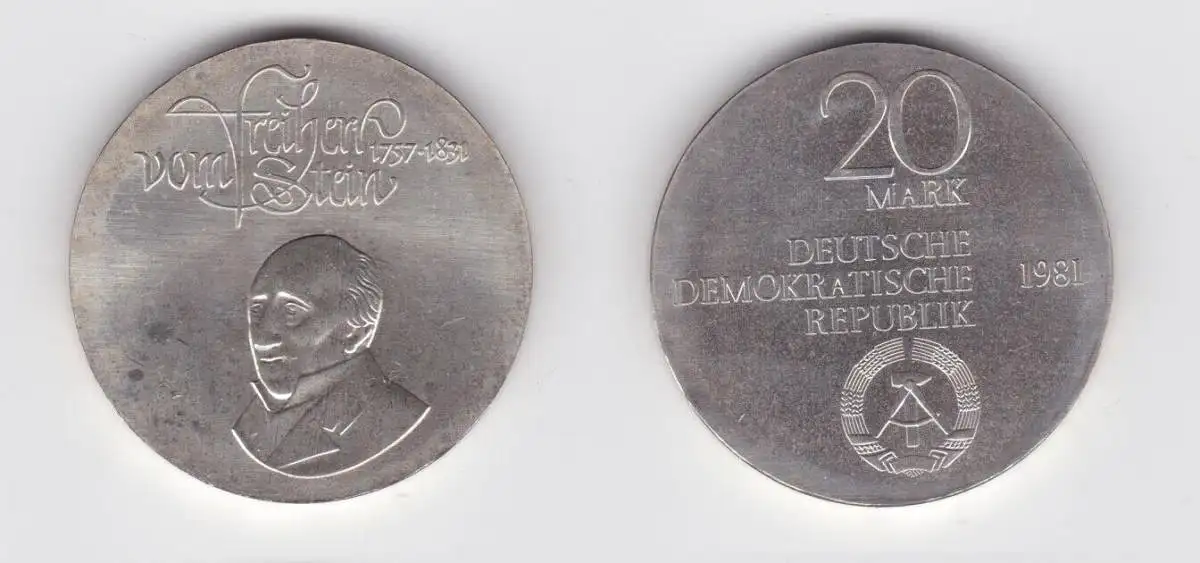 Freiherr
vom Stein
1757-1831
20
MARK
DEUTSCHE
DEMOKRATISCHE
REPUBLIK
1981